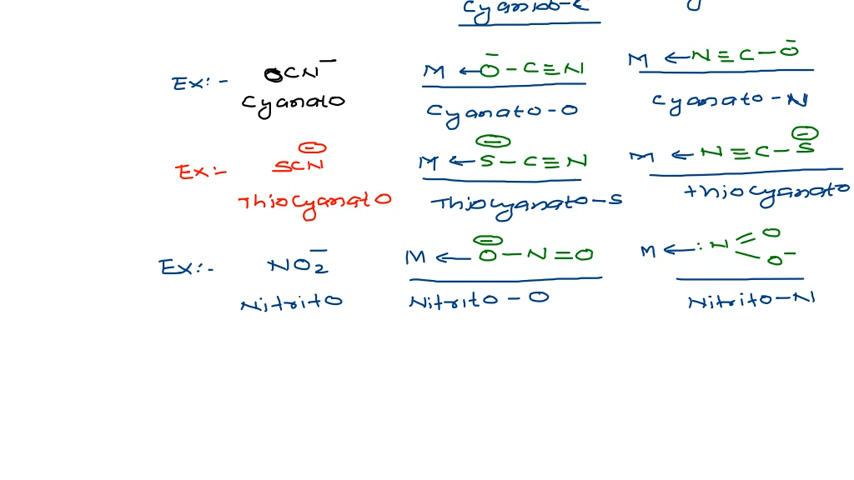 Ex:- OCN⁻ M ←O⁻-C≡N M ←N≡C-O⁻
Cyanato Cyanato-O Cyanato-N
Ex:- SCN⊖ M ←S⊖-C≡N M ←N≡C-S⊖
Thiocyanato Thiocyanato-S thiocyanato
Ex:- NO₂⁻ M ←O⊖-N=O M ←:N=O-O⁻
Nitrito Nitrito-O Nitrito-N